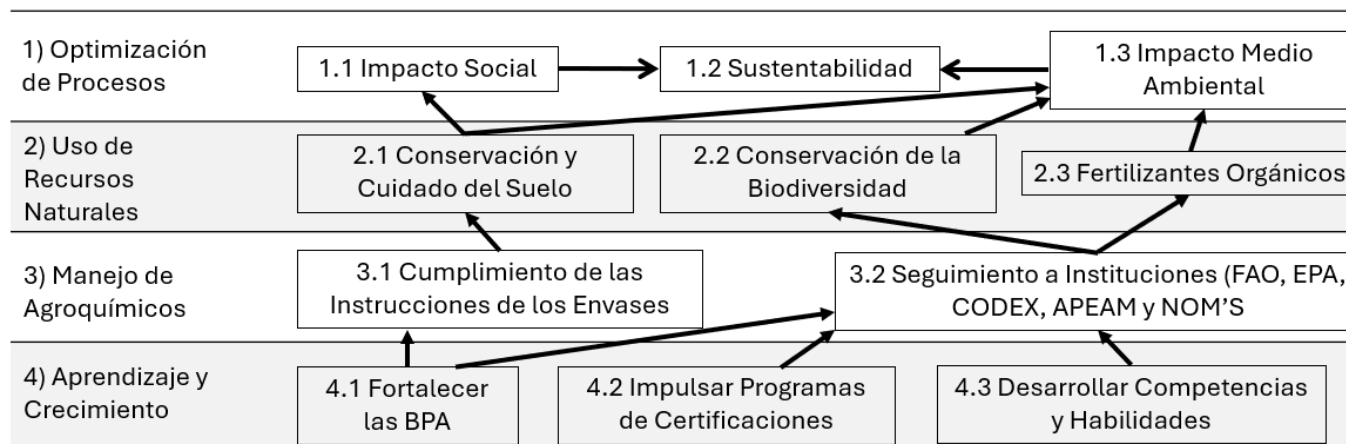 1) Optimización
de Procesos
1.1 Impacto Social
1.2 Sustentabilidad
1.3 Impacto Medio
Ambiental
2) Uso de
Recursos
Naturales
2.1 Conservación y
Cuidado del Suelo
2.2 Conservación de la
Biodiversidad
2.3 Fertilizantes Orgánicos
3) Manejo de
Agroquímicos
3.1 Cumplimiento de las
Instrucciones de los Envases
3.2 Seguimiento a Instituciones (FAO, EPA,
CODEX, APEAM y NOM'S
4) Aprendizaje y
Crecimiento
4.1 Fortalecer
las BPA
4.2 Impulsar Programas
de Certificaciones
4.3 Desarrollar Competencias
y Habilidades